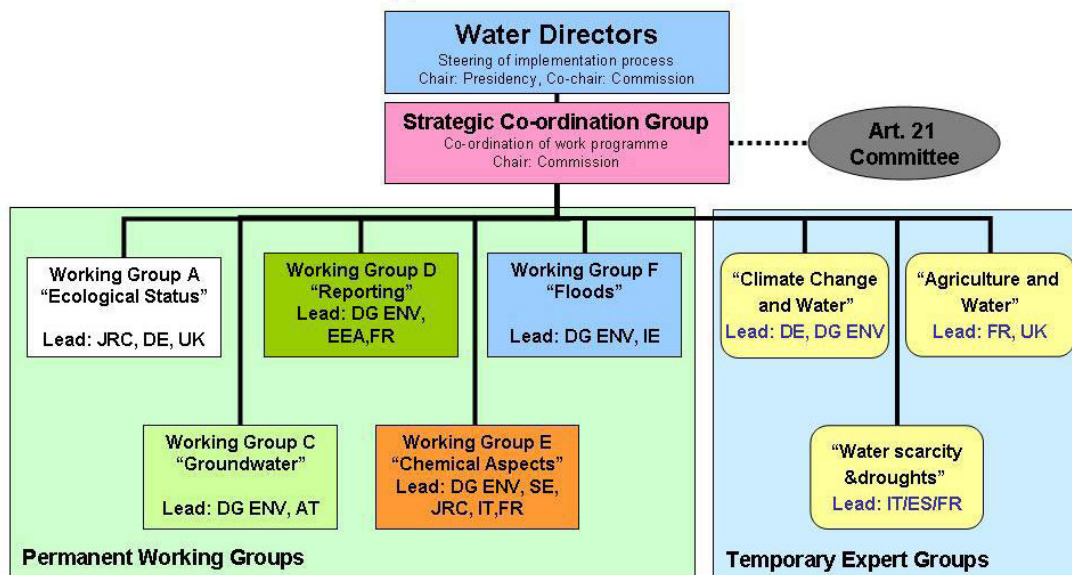 Water Directors
Steering of implementation process
Chair: Presidency, Co-chair: Commission
Strategic Co-ordination Group
Co-ordination of work programme
Chair: Commission
Art. 21
Committee
Working Group A
“Ecological Status”
Lead: JRC, DE, UK
Working Group D
“Reporting”
Lead: DG ENV,
EEA,FR
Working Group F
“Floods”
Lead: DG ENV, IE
“Climate Change
and Water”
Lead: DE, DG ENV
“Agriculture and
Water”
Lead: FR, UK
Working Group C
“Groundwater”
Lead: DG ENV, AT
Working Group E
“Chemical Aspects”
Lead: DG ENV, SE,
JRC, IT,FR
“Water scarcity
&droughts”
Lead: IT/ES/FR
Permanent Working Groups
Temporary Expert Groups